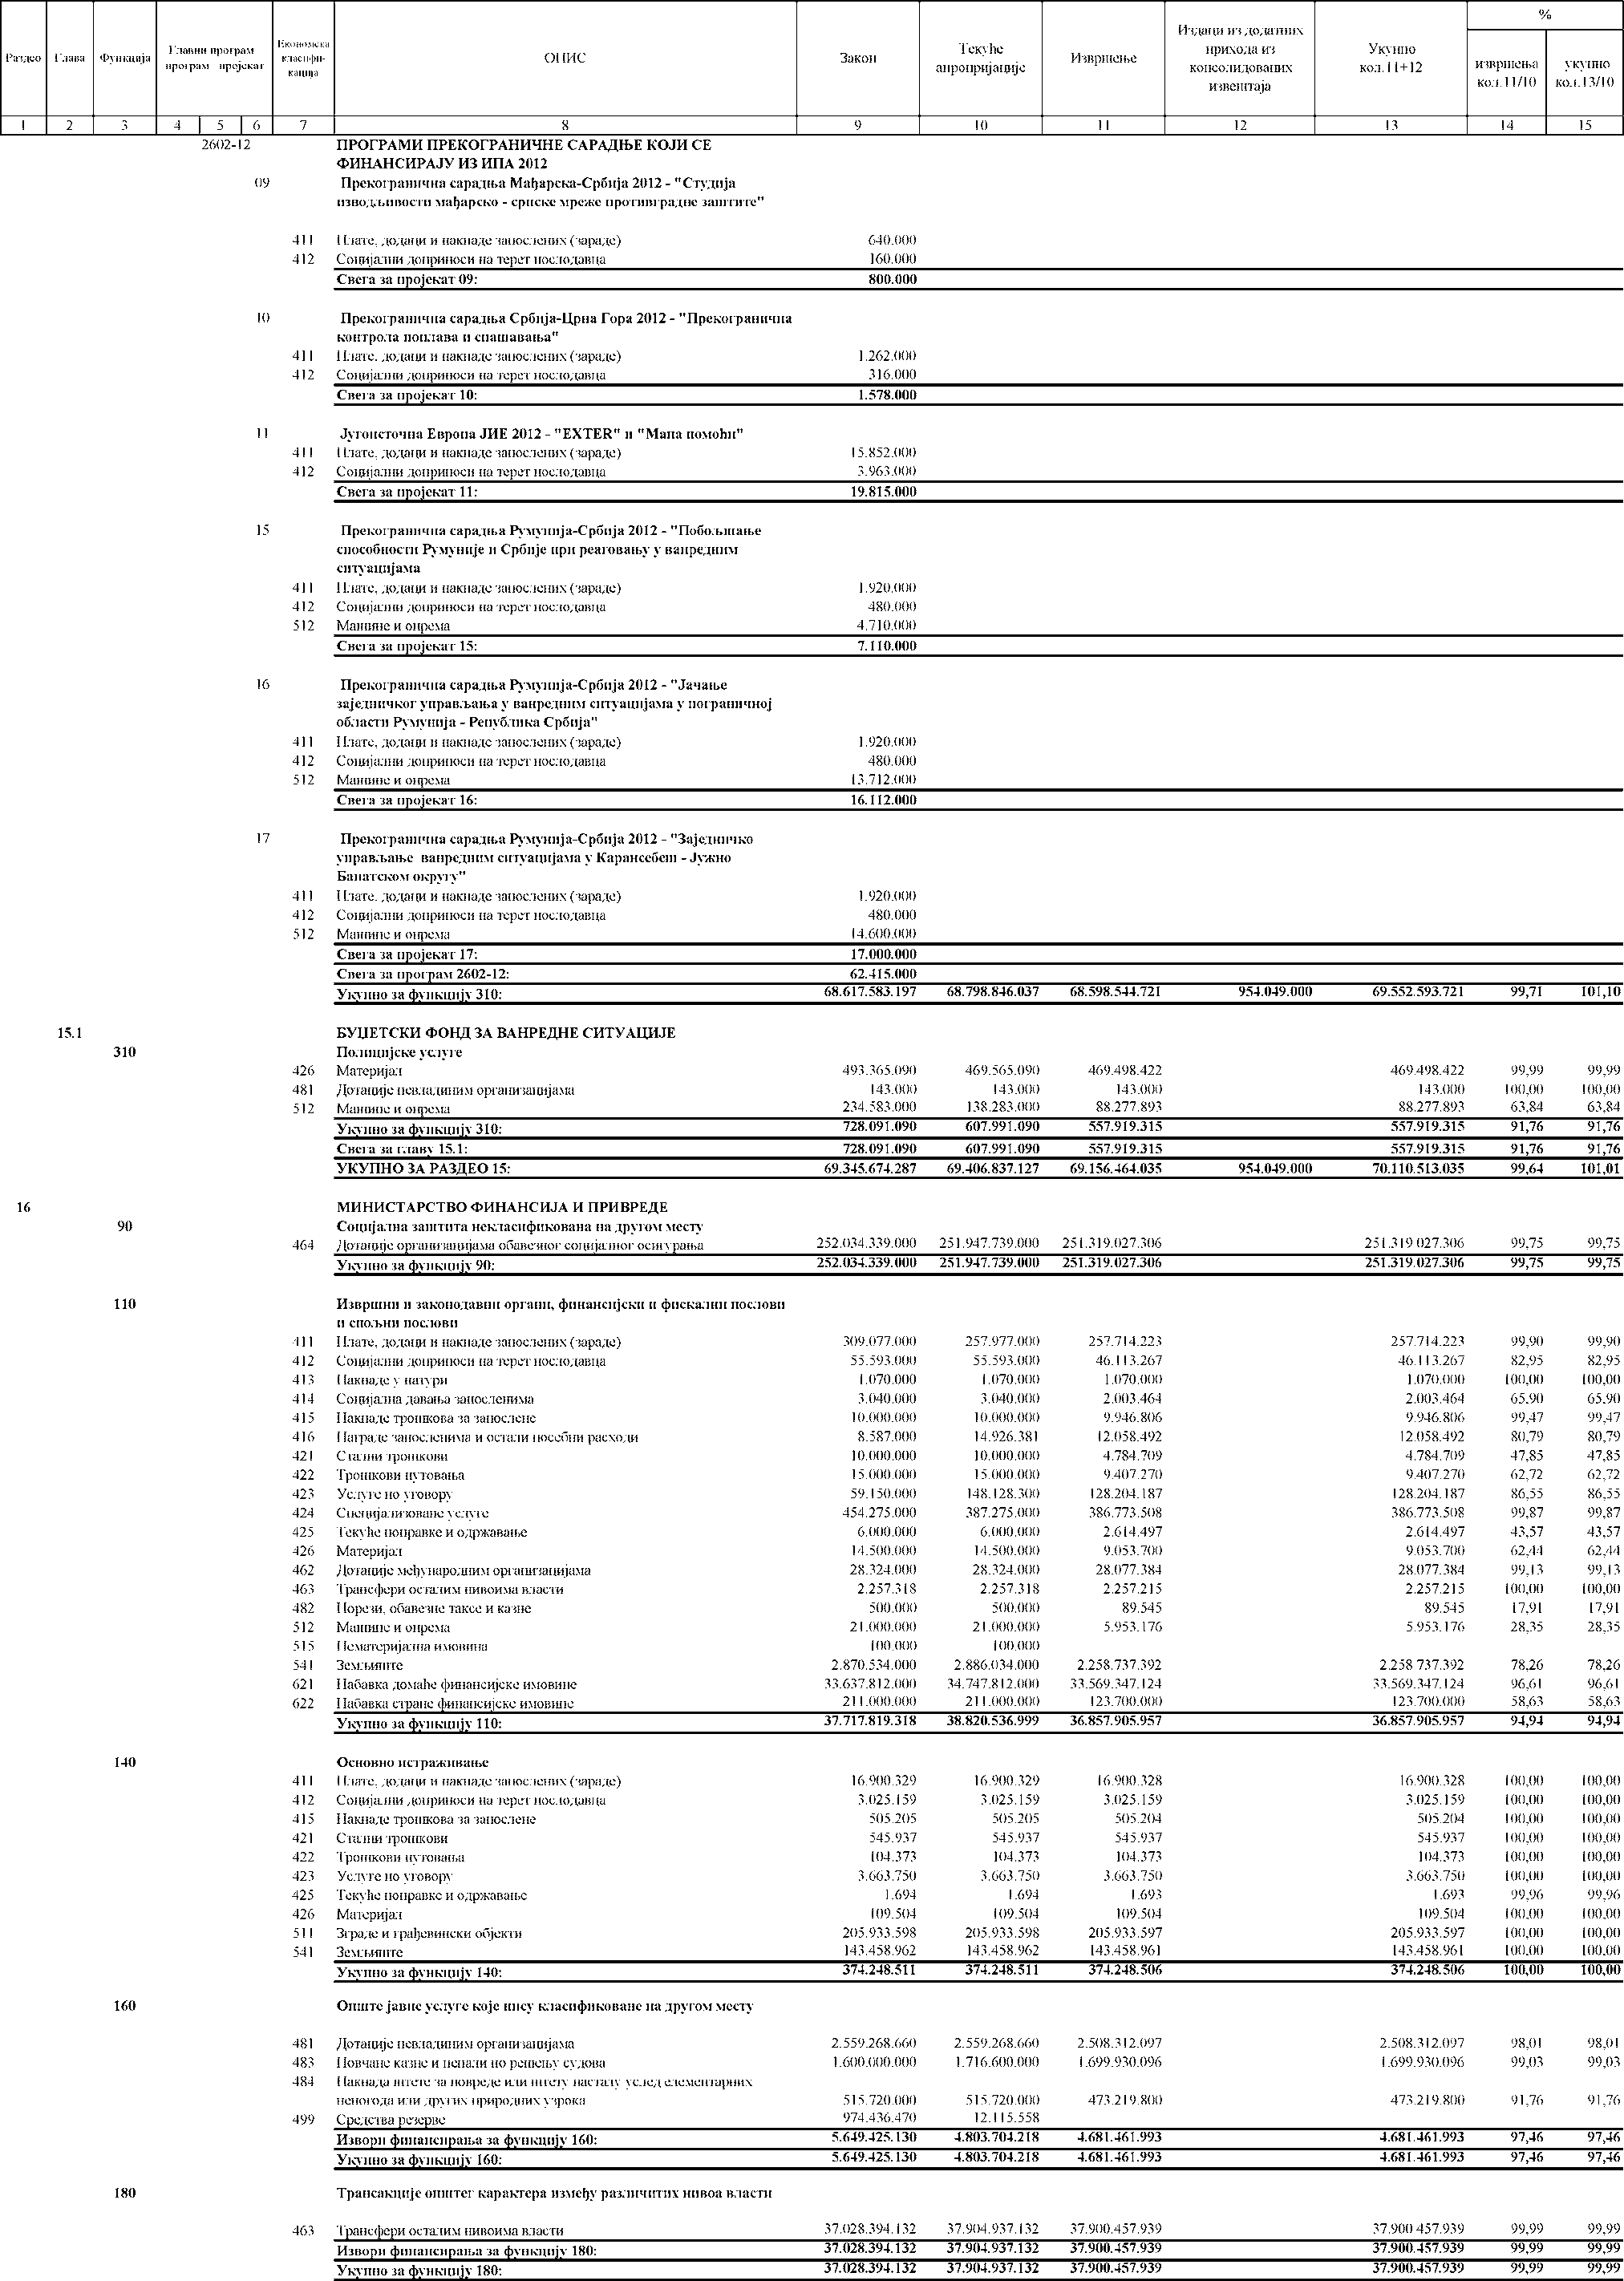 %
Раздео Глава Функција Главни програм програм пројекат Економска класифи-кација ОПИС Закон Текуће апропријације Извршење Издаци из додатних прихода из консолидованих извештаја Укупно кол.11+12 извршења кол.11/10 укупно кол.13/10
1 2 3 4 5 6 7 8 9 10 11 12 13 14 15
2602-12 ПРОГРАМИ ПРЕКОГРАНИЧНЕ САРАДЊЕ КОЈИ СЕ
ФИНАНСИРАЈУ ИЗ ИПА 2012
09 Прекогранична сарадња Мађарска-Србија 2012 - "Студија
изводљивости мађарско - српске мреже противградне заштите"
411 Плате, додаци и накнаде запослених (зараде) 640.000
412 Социјални доприноси на терет послодавца 160.000
Свега за пројекат 09: 800.000
10 Прекогранична сарадња Србија-Црна Гора 2012 - "Прекогранична
контрола поплава и спашавања"
411 Плате, додаци и накнаде запослених (зараде) 1.262.000
412 Социјални доприноси на терет послодавца 316.000
Свега за пројекат 10: 1.578.000
11 Југоисточна Европа ЈИЕ 2012 - "EXTER" и "Мапа помоћи"
411 Плате, додаци и накнаде запослених (зараде) 15.852.000
412 Социјални доприноси на терет послодавца 3.963.000
Свега за пројекат 11: 19.815.000
15 Прекогранична сарадња Румунија-Србија 2012 - "Побољшање
способности Румуније и Србије при реаговању у ванредним
ситуацијама
411 Плате, додаци и накнаде запослених (зараде) 1.920.000
412 Социјални доприноси на терет послодавца 480.000
512 Машине и опрема 4.710.000
Свега за пројекат 15: 7.110.000
16 Прекогранична сарадња Румунија-Србија 2012 - "Јачање
заједничког управљања у ванредним ситуацијама у пограничној
области Румунија - Република Србија"
411 Плате, додаци и накнаде запослених (зараде) 1.920.000
412 Социјални доприноси на терет послодавца 480.000
512 Машине и опрема 13.712.000
Свега за пројекат 16: 16.112.000
17 Прекогранична сарадња Румунија-Србија 2012 - "Заједничко
управљање ванредним ситуацијама у Карансебеш - Јужно
Банатском округу"
411 Плате, додаци и накнаде запослених (зараде) 1.920.000
412 Социјални доприноси на терет послодавца 480.000
512 Машине и опрема 14.600.000
Свега за пројекат 17: 17.000.000
Свега за програм 2602-12: 62.415.000
Укупно за функцију 310: 68.617.583.197 68.798.846.037 68.598.544.721 954.049.000 69.552.593.721 99,71 101,10
15.1 БУЏЕТСКИ ФОНД ЗА ВАНРЕДНЕ СИТУАЦИЈЕ
310 Полицијске услуге
426 Материјал 493.365.090 469.565.090 469.498.422 469.498.422 99,99 99,99
481 Дотације невладиним организацијама 143.000 143.000 143.000 143.000 100,00 100,00
512 Машине и опрема 234.583.000 138.283.000 88.277.893 88.277.893 63,84 63,84
Укупно за функцију 310: 728.091.090 607.991.090 557.919.315 557.919.315 91,76 91,76
Свега за главу 15.1: 728.091.090 607.991.090 557.919.315 557.919.315 91,76 91,76
УКУПНО ЗА РАЗДЕО 15: 69.345.674.287 69.406.837.127 69.156.464.035 954.049.000 70.110.513.035 99,64 101,01
16 МИНИСТАРСТВО ФИНАНСИЈА И ПРИВРЕДЕ
90 Социјална заштита некласификована на другом месту
464 Дотације организацијама обавезног социјалног осигурања 252.034.339.000 251.947.739.000 251.319.027.306 251.319.027.306 99,75 99,75
Укупно за функцију 90: 252.034.339.000 251.947.739.000 251.319.027.306 251.319.027.306 99,75 99,75
110 Извршни и законодавни органи, финансијски и фискални послови
и спољни послови
411 Плате, додаци и накнаде запослених (зараде) 309.077.000 257.977.000 257.714.223 257.714.223 99,90 99,90
412 Социјални доприноси на терет послодавца 55.593.000 55.593.000 46.113.267 46.113.267 82,95 82,95
413 Накнаде у натури 1.070.000 1.070.000 1.070.000 1.070.000 100,00 100,00
414 Социјална давања запосленима 3.040.000 3.040.000 2.003.464 2.003.464 65,90 65,90
415 Накнаде трошкова за запослене 10.000.000 10.000.000 9.946.806 9.946.806 99,47 99,47
416 Награде запосленима и остали посебни расходи 8.587.000 14.926.381 12.058.492 12.058.492 80,79 80,79
421 Стални трошкови 10.000.000 10.000.000 4.784.709 4.784.709 47,85 47,85
422 Трошкови путовања 15.000.000 15.000.000 9.407.270 9.407.270 62,72 62,72
423 Услуге по уговору 59.150.000 148.128.300 128.204.187 128.204.187 86,55 86,55
424 Специјализоване услуге 454.275.000 387.275.000 386.773.508 386.773.508 99,87 99,87
425 Текуће поправке и одржавање 6.000.000 6.000.000 2.614.497 2.614.497 43,57 43,57
426 Материјал 14.500.000 14.500.000 9.053.700 9.053.700 62,44 62,44
462 Дотације међународним организацијама 28.324.000 28.324.000 28.077.384 28.077.384 99,13 99,13
463 Трансфери осталим нивоима власти 2.257.318 2.257.318 2.257.215 2.257.215 100,00 100,00
482 Порези, обавезне таксе и казне 500.000 500.000 89.545 89.545 17,91 17,91
512 Машине и опрема 21.000.000 21.000.000 5.953.176 5.953.176 28,35 28,35
515 Нематеријална имовина 100.000 100.000
541 Земљиште 2.870.534.000 2.886.034.000 2.258.737.392 2.258.737.392 78,26 78,26
621 Набавка домаће финансијске имовине 33.637.812.000 34.747.812.000 33.569.347.124 33.569.347.124 96,61 96,61
622 Набавка стране финансијске имовине 211.000.000 211.000.000 123.700.000 123.700.000 58,63 58,63
Укупно за функцију 110: 37.717.819.318 38.820.536.999 36.857.905.957 36.857.905.957 94,94 94,94
140 Основно истраживање
411 Плате, додаци и накнаде запослених (зараде) 16.900.329 16.900.329 16.900.328 16.900.328 100,00 100,00
412 Социјални доприноси на терет послодавца 3.025.159 3.025.159 3.025.159 3.025.159 100,00 100,00
415 Накнаде трошкова за запослене 505.205 505.205 505.204 505.204 100,00 100,00
421 Стални трошкови 545.937 545.937 545.937 545.937 100,00 100,00
422 Трошкови путовања 104.373 104.373 104.373 104.373 100,00 100,00
423 Услуге по уговору 3.663.750 3.663.750 3.663.750 3.663.750 100,00 100,00
425 Текуће поправке и одржавање 1.694 1.694 1.693 1.693 99,96 99,96
426 Материјал 109.504 109.504 109.504 109.504 100,00 100,00
511 Зграде и грађевински објекти 205.933.598 205.933.598 205.933.597 205.933.597 100,00 100,00
541 Земљиште 143.458.962 143.458.962 143.458.961 143.458.961 100,00 100,00
Укупно за функцију 140: 374.248.511 374.248.511 374.248.506 374.248.506 100,00 100,00
160 Опште јавне услуге које нису класификоване на другом месту
481 Дотације невладиним организацијама 2.559.268.660 2.559.268.660 2.508.312.097 2.508.312.097 98,01 98,01
483 Новчане казне и пенали по решењу судова 1.600.000.000 1.716.600.000 1.699.930.096 1.699.930.096 99,03 99,03
484 Накнада штете за повреде или штету насталу услед елементарних
непогода или других природних узрока 515.720.000 515.720.000 473.219.800 473.219.800 91,76 91,76
499 Средства резерве 974.436.470 12.115.558
Извори финансирања за функцију 160: 5.649.425.130 4.803.704.218 4.681.461.993 4.681.461.993 97,46 97,46
Укупно за функцију 160: 5.649.425.130 4.803.704.218 4.681.461.993 4.681.461.993 97,46 97,46
180 Трансакције општег карактера између различитих нивоа власти
463 Трансфери осталим нивоима власти 37.028.394.132 37.904.937.132 37.900.457.939 37.900.457.939 99,99 99,99
Извори финансирања за функцију 180: 37.028.394.132 37.904.937.132 37.900.457.939 37.900.457.939 99,99 99,99
Укупно за функцију 180: 37.028.394.132 37.904.937.132 37.900.457.939 37.900.457.939 99,99 99,99